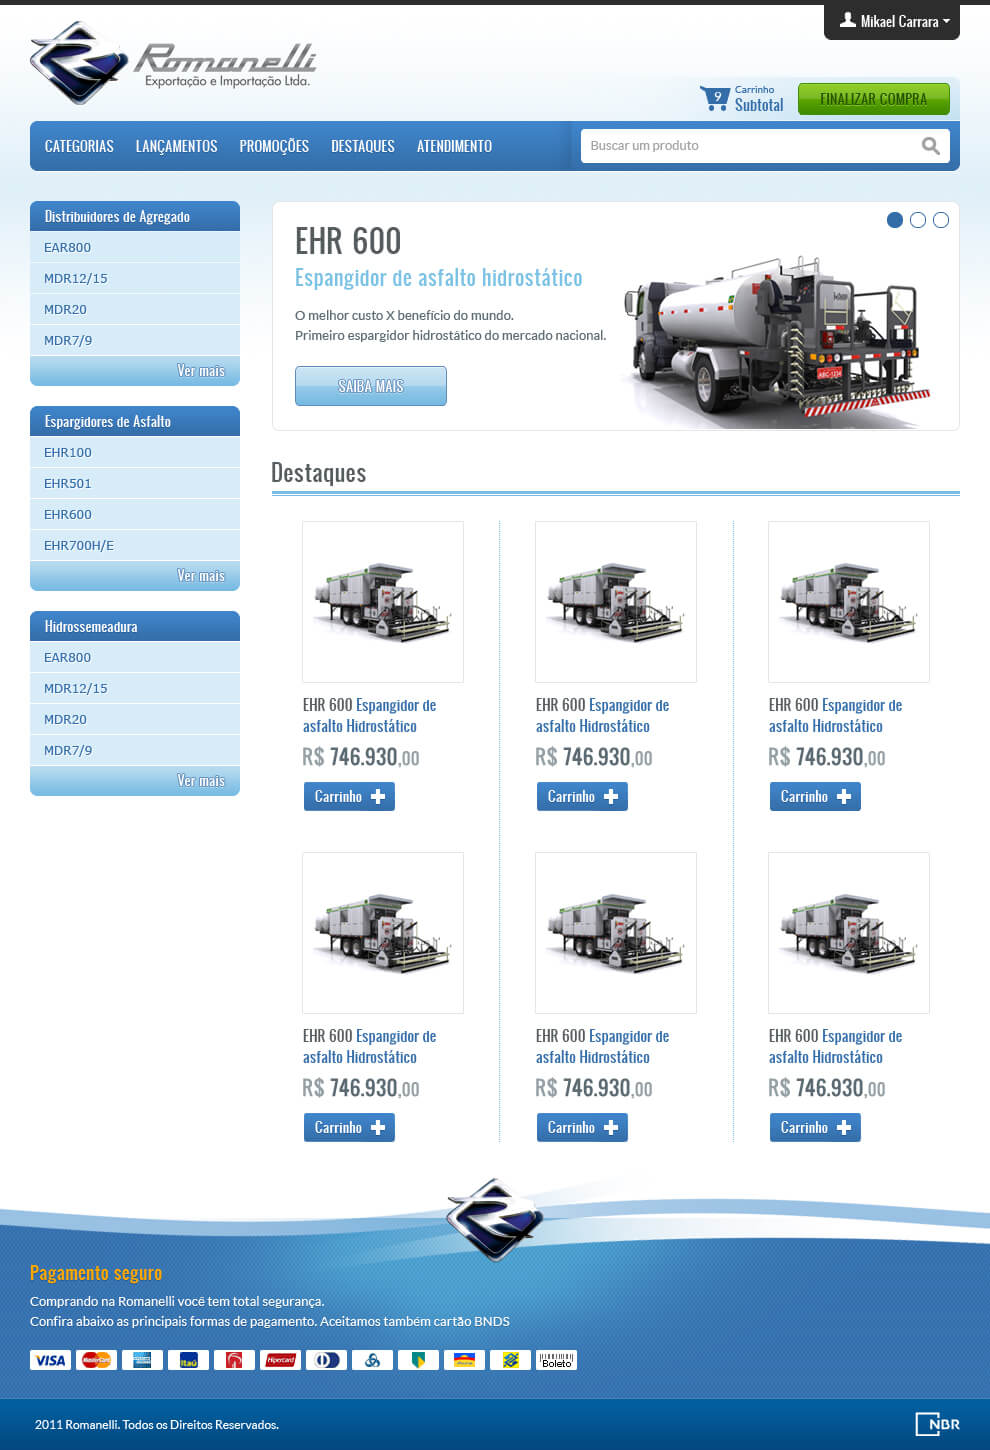 Mikael Carrara
Romanelli
Exportação e Importação Ltda.
9
Carrinho
Subtotal
FINALIZAR COMPRA
CATEGORIAS
LANÇAMENTOS
PROMOÇÕES
DESTAQUES
ATENDIMENTO
Buscar um produto
Distribuidores de Agregado
EAR800
MDR12/15
MDR20
MDR7/9
Ver mais
Espargidores de Asfalto
EHR100
EHR501
EHR600
EHR700H/E
Ver mais
Hidrossemeadura
EAR800
MDR12/15
MDR20
MDR7/9
Ver mais
EHR 600
Espangidor de asfalto hidrostático
O melhor custo X benefício do mundo.
Primeiro espargidor hidrostático do mercado nacional.
SAIBA MAIS
ABC-1234
Destaques
EHR 600 Espangidor de
asfalto Hidrostático
R$ 746.930,00
Carrinho
EHR 600 Espangidor de
asfalto Hidrostático
R$ 746.930,00
Carrinho
EHR 600 Espangidor de
asfalto Hidrostático
R$ 746.930,00
Carrinho
EHR 600 Espangidor de
asfalto Hidrostático
R$ 746.930,00
Carrinho
EHR 600 Espangidor de
asfalto Hidrostático
R$ 746.930,00
Carrinho
EHR 600 Espangidor de
asfalto Hidrostático
R$ 746.930,00
Carrinho
Pagamento seguro
Comprando na Romanelli você tem total segurança.
Confira abaixo as principais formas de pagamento. Aceitamos também cartão BNDS
VISA
MasterCard
Itaú
Hipercard
Boleto
2011 Romanelli. Todos os Direitos Reservados.
NBR